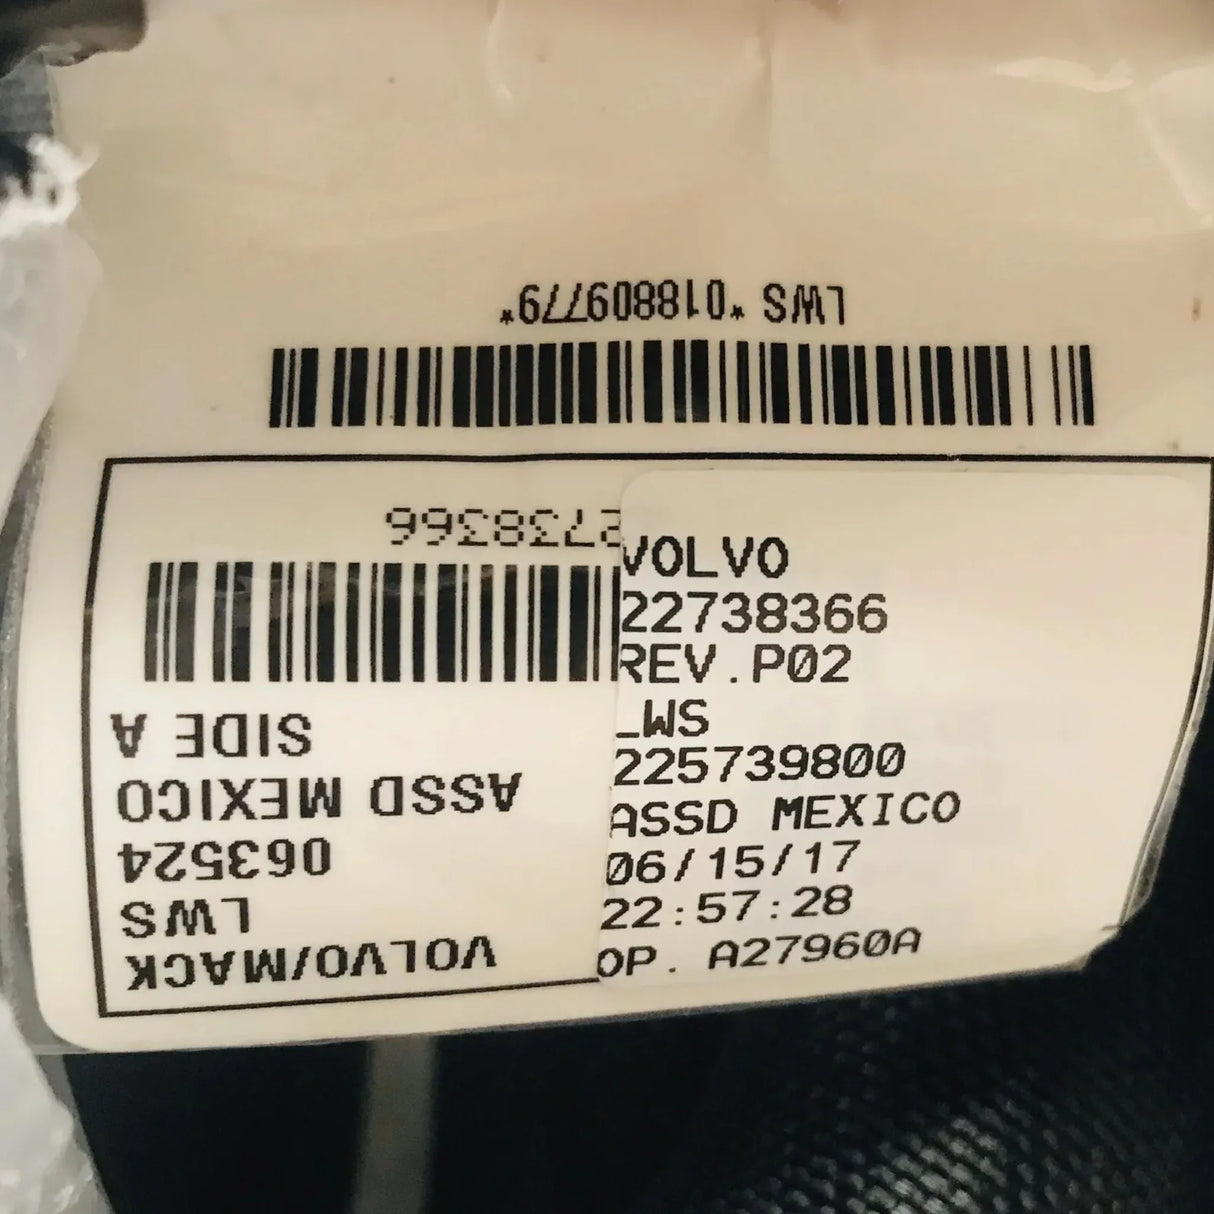 VOLVO
22738366
REV.P02
LWS
225739800
ASSD MEXICO
06/15/17
22:57:28
OP. A27960A
VOLVO/MACK
LWS
063524
ASSD MEXICO
SIDE A
2738366
LWS *018809779*